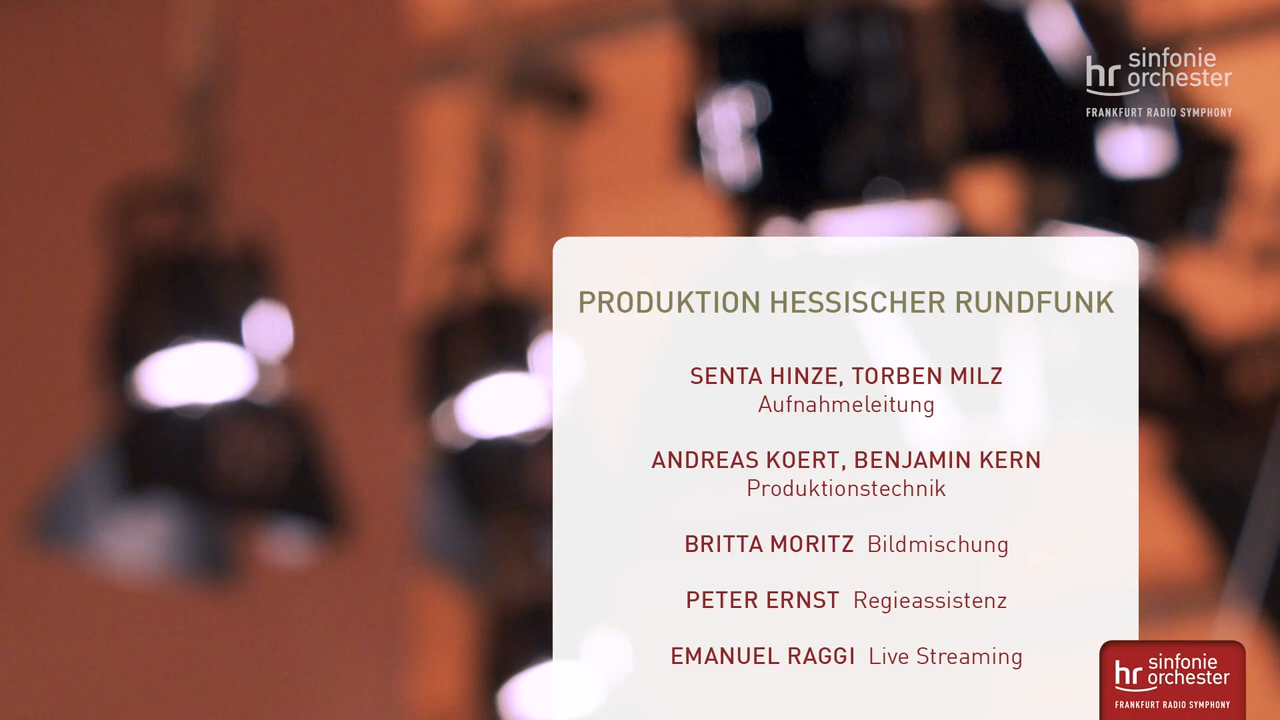 hr sinfonie
orchester
FRANKFURT RADIO SYMPHONY
PRODUKTION HESSISCHER RUNDFUNK
SENTA HINZE, TORBEN MILZ
Aufnahmeleitung
ANDREAS KOERT, BENJAMIN KERN
Produktionstechnik
BRITTA MORITZ Bildmischung
PETER ERNST Regieassistenz
EMANUEL RAGGI Live Streaming
hr sinfonie
orchester
FRANKFURT RADIO SYMPHONY